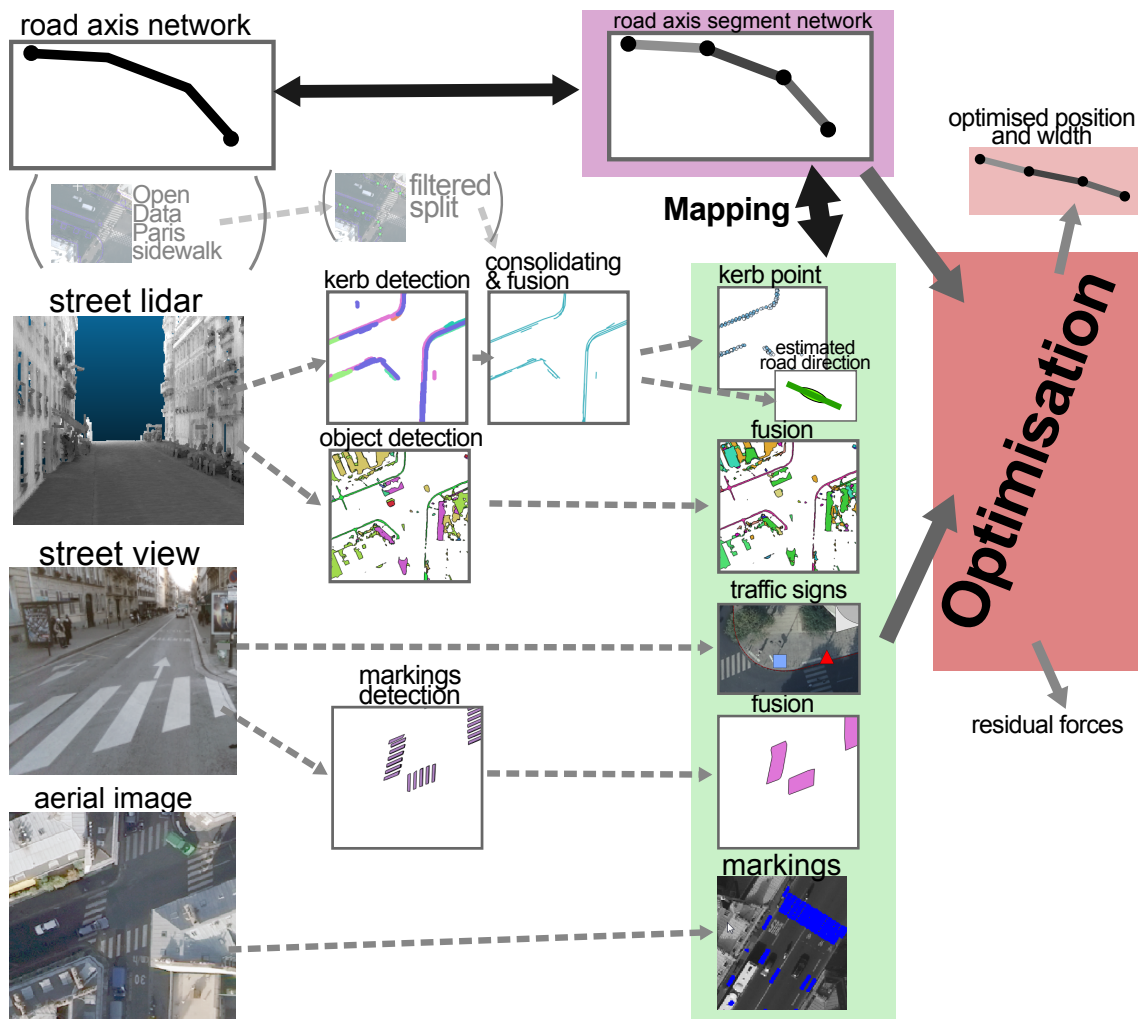 road axis network
road axis segment network
optimised position
and width
Open
Data
Paris
sidewalk
filtered
split
Mapping
kerb detection
consolidating
& fusion
kerb point
street lidar
estimated
road direction
object detection
fusion
Optimisation
street view
traffic signs
markings
detection
fusion
residual forces
aerial image
markings